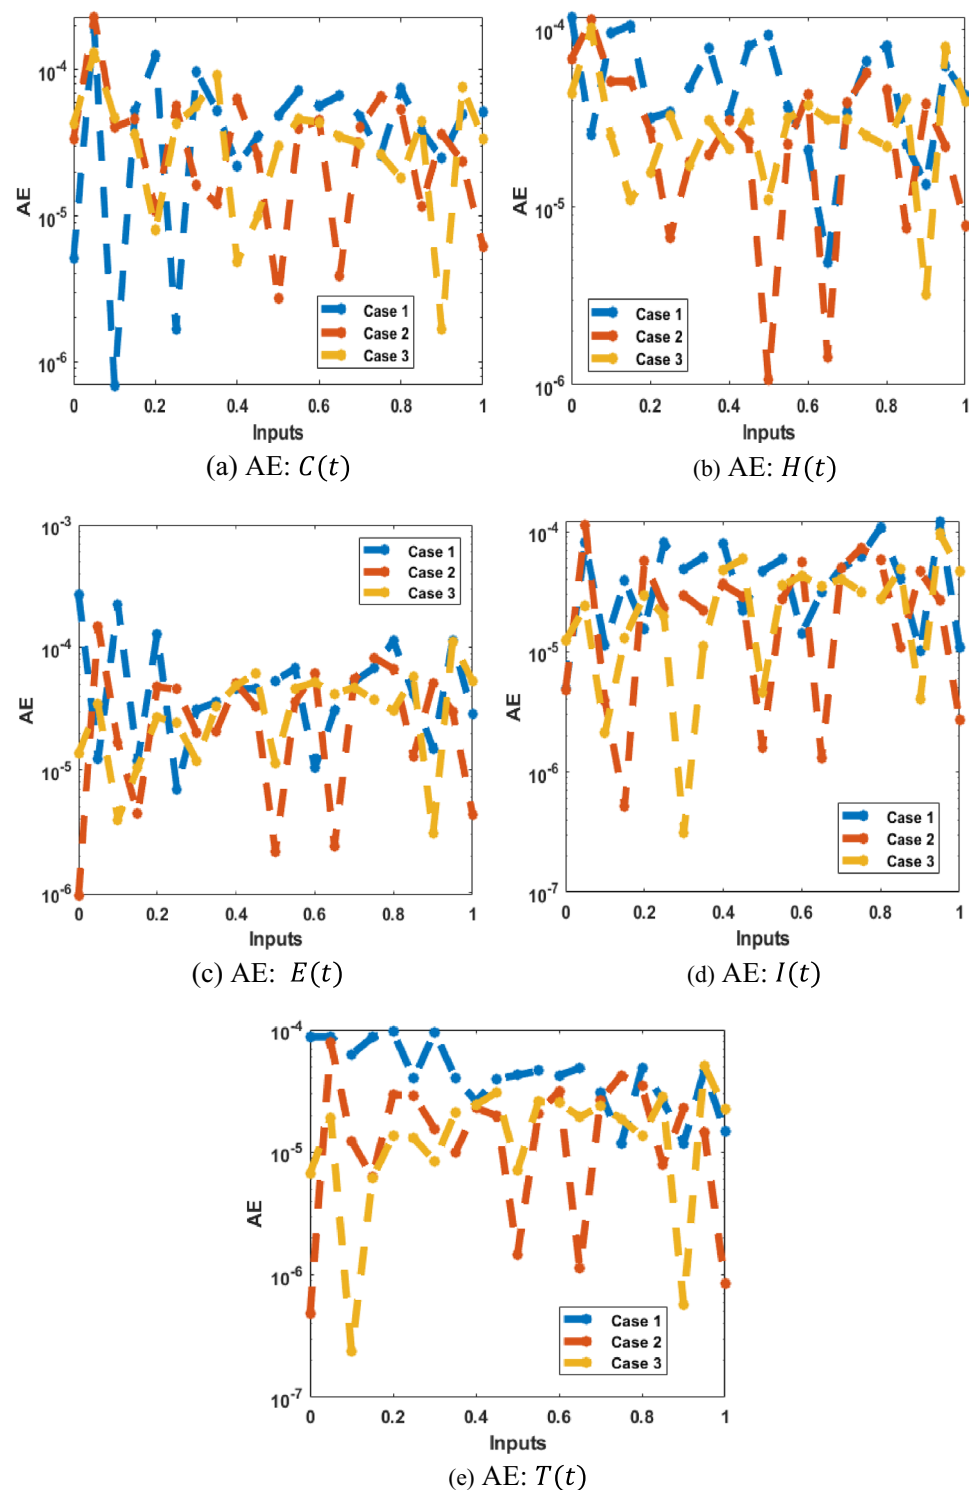 10^-4
10^-5
10^-6
AE
Case 1
Case 2
Case 3
0 0.2 0.4 0.6 0.8 1
Inputs
(a) AE: C(t)
10^-4
10^-5
10^-6
AE
Case 1
Case 2
Case 3
0 0.2 0.4 0.6 0.8 1
Inputs
(b) AE: H(t)
10^-3
10^-4
10^-5
10^-6
AE
Case 1
Case 2
Case 3
0 0.2 0.4 0.6 0.8 1
Inputs
(c) AE: E(t)
10^-4
10^-5
10^-6
10^-7
AE
Case 1
Case 2
Case 3
0 0.2 0.4 0.6 0.8 1
Inputs
(d) AE: I(t)
10^-4
10^-5
10^-6
10^-7
AE
Case 1
Case 2
Case 3
0 0.2 0.4 0.6 0.8 1
Inputs
(e) AE: T(t)